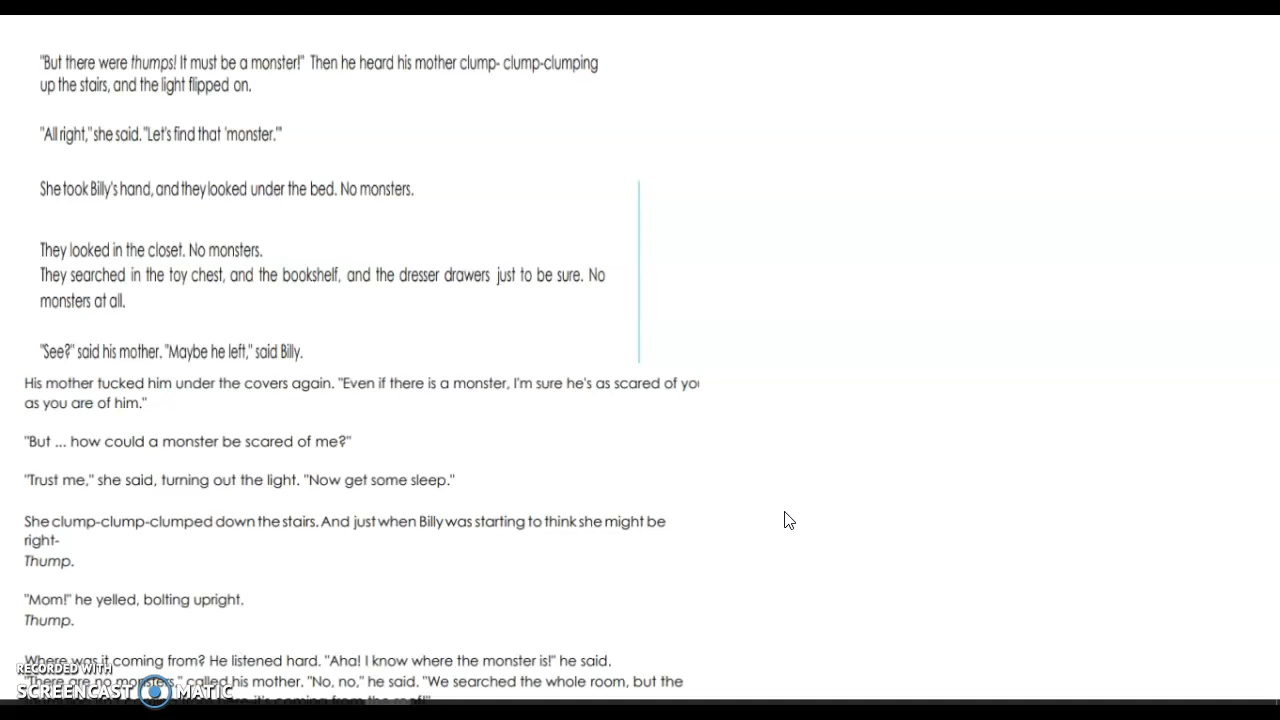 "But there were thumps! It must be a monster!" Then he heard his mother clump- clump-clumping
up the stairs, and the light flipped on.
"All right," she said. "Let's find that 'monster.'"
She took Billy's hand, and they looked under the bed. No monsters.
They looked in the closet. No monsters.
They searched in the toy chest, and the bookshelf, and the dresser drawers just to be sure. No
monsters at all.
"See?" said his mother. "Maybe he left," said Billy.
His mother tucked him under the covers again. "Even if there is a monster, I'm sure he's as scared of you
as you are of him."
"But ... how could a monster be scared of me?"
"Trust me," she said, turning out the light. "Now get some sleep."
She clump-clump-clumped down the stairs. And just when Billy was starting to think she might be
right-
Thump.
"Mom!" he yelled, bolting upright.
Thump.
Where was it coming from? He listened hard. "Aha! I know where the monster is!" he said.
"There are no monsters," called his mother. "No, no," he said. "We searched the whole room, but the
RECORDED WITH
SCREENCAST MATIC